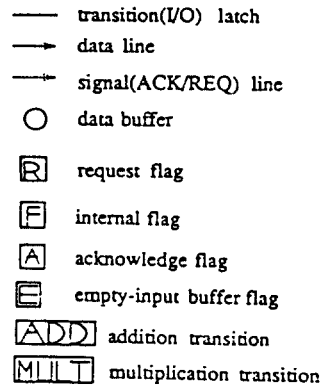 transition(I/O) latch
data line
signal(ACK/REQ) line
data buffer
R request flag
F internal flag
A acknowledge flag
E empty-input buffer flag
ADD addition transition
MULT multiplication transition